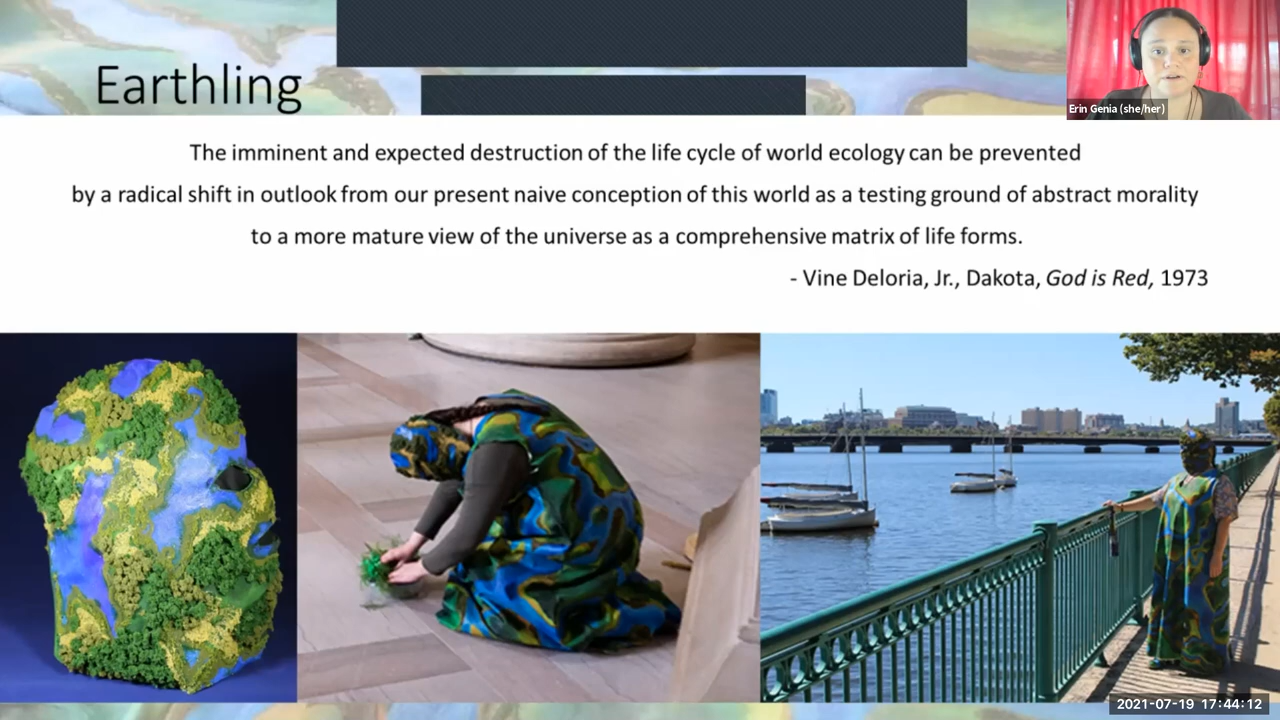 Earthling
Erin Genia (she/her)
The imminent and expected destruction of the life cycle of world ecology can be prevented
by a radical shift in outlook from our present naive conception of this world as a testing ground of abstract morality
to a more mature view of the universe as a comprehensive matrix of life forms.
- Vine Deloria, Jr., Dakota, God is Red, 1973
2021-07-19 17:44:12